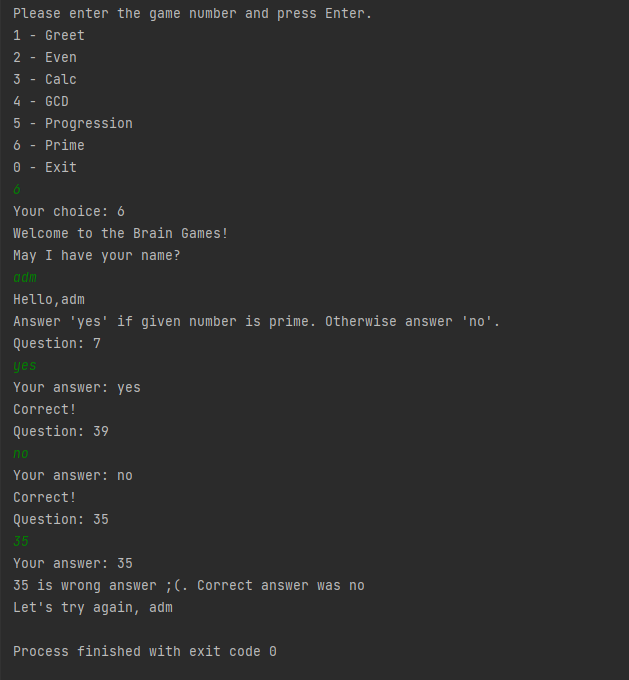 Please enter the game number and press Enter.
1 - Greet
2 - Even
3 - Calc
4 - GCD
5 - Progression
6 - Prime
0 - Exit
6
Your choice: 6
Welcome to the Brain Games!
May I have your name?
adm
Hello,adm
Answer 'yes' if given number is prime. Otherwise answer 'no'.
Question: 7
yes
Your answer: yes
Correct!
Question: 39
no
Your answer: no
Correct!
Question: 35
35
Your answer: 35
35 is wrong answer ;(. Correct answer was no
Let's try again, adm
Process finished with exit code 0